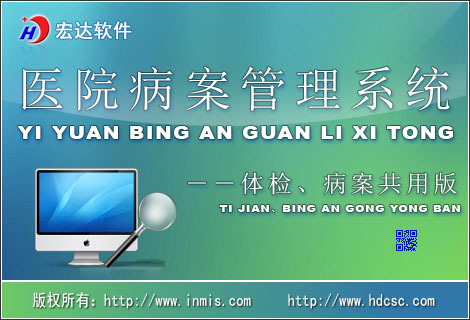 宏达软件
医院病案管理系统
YI YUAN BING AN GUAN LI XI TONG
——体检、病案共用版
TI JIAN、BING AN GONG YONG BAN
版权所有：http://www.inmis.com http://www.hdcsc.com